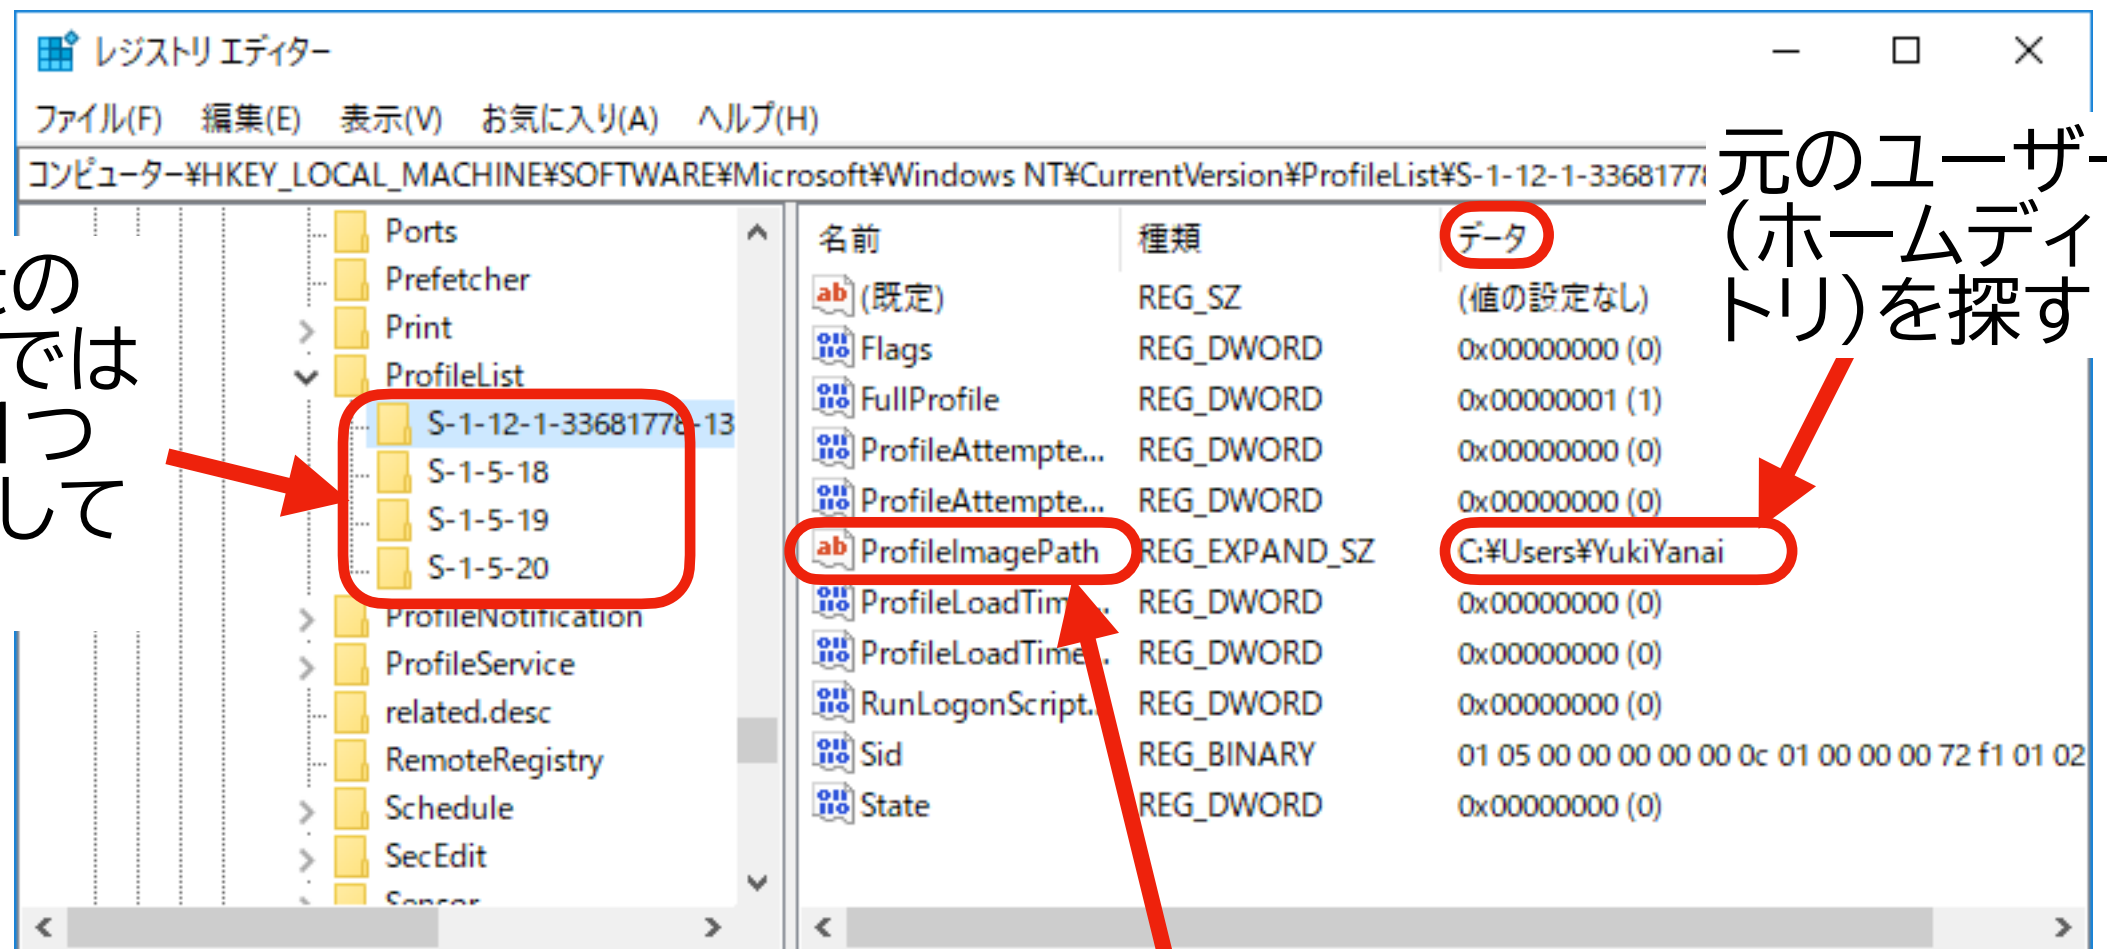 レジストリ エディター
ファイル(F) 編集(E) 表示(V) お気に入り(A) ヘルプ(H)
コンピューター¥HKEY_LOCAL_MACHINE¥SOFTWARE¥Microsoft¥Windows NT¥CurrentVersion¥ProfileList¥S-1-12-1-33681778
元のユーザー
(ホームディ
トリ)を探す
の
では
1つ
して
Ports
Prefetcher
Print
ProfileList
S-1-12-1-33681778-13
S-1-5-18
S-1-5-19
S-1-5-20
ProfileNotification
ProfileService
related.desc
RemoteRegistry
Schedule
SecEdit
Sensor
名前 種類 データ
(既定) REG_SZ (値の設定なし)
Flags REG_DWORD 0x00000000 (0)
FullProfile REG_DWORD 0x00000001 (1)
ProfileAttempte... REG_DWORD 0x00000000 (0)
ProfileAttempte... REG_DWORD 0x00000000 (0)
ProfileImagePath REG_EXPAND_SZ C:¥Users¥YukiYanai
ProfileLoadTim... REG_DWORD 0x00000000 (0)
ProfileLoadTime... REG_DWORD 0x00000000 (0)
RunLogonScript... REG_DWORD 0x00000000 (0)
Sid REG_BINARY 01 05 00 00 00 00 00 0c 01 00 00 00 72 f1 01 02
State REG_DWORD 0x00000000 (0)